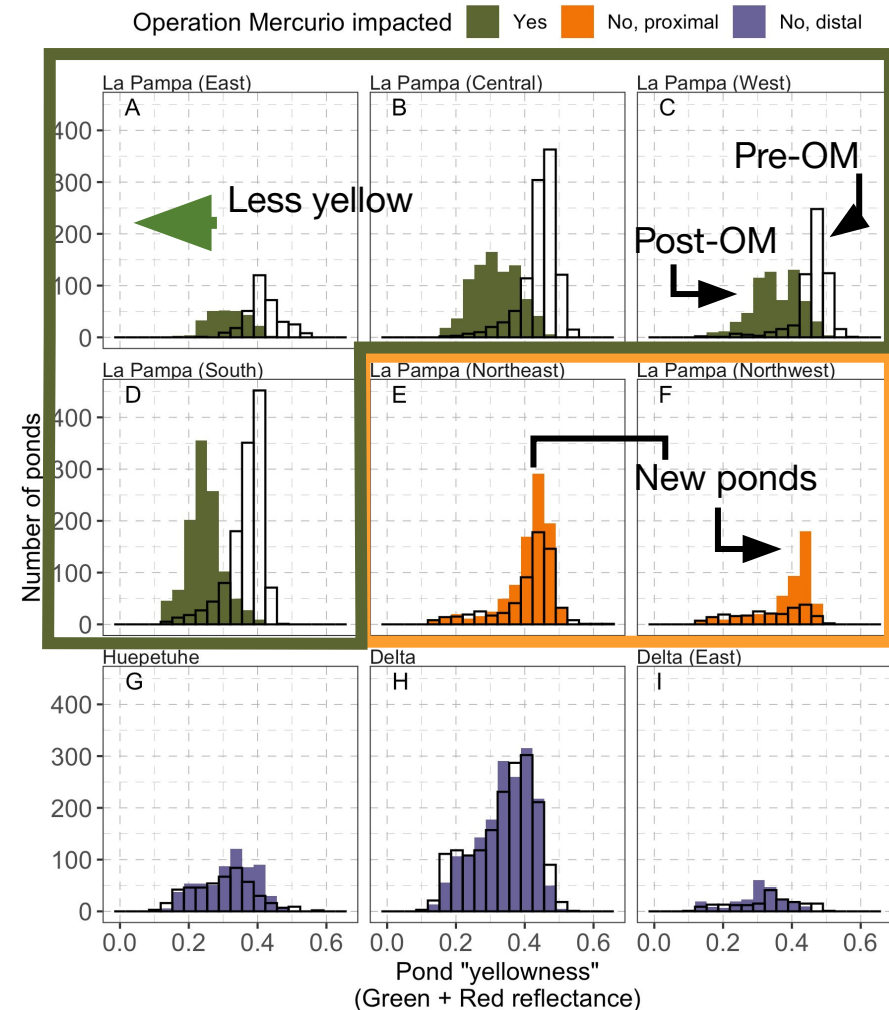 Operation Mercurio impacted Yes No, proximal No, distal
La Pampa (East) La Pampa (Central) La Pampa (West)
A B C
400
Pre-OM
300
Less yellow
200
Post-OM
100
0
La Pampa (South) La Pampa (Northeast) La Pampa (Northwest)
D E F
400
300
New ponds
200
100
0
Number of ponds
Huepetuhe Delta Delta (East)
G H I
400
300
200
100
0
0.0 0.2 0.4 0.6 0.0 0.2 0.4 0.6 0.0 0.2 0.4 0.6
Pond "yellowness"
(Green + Red reflectance)